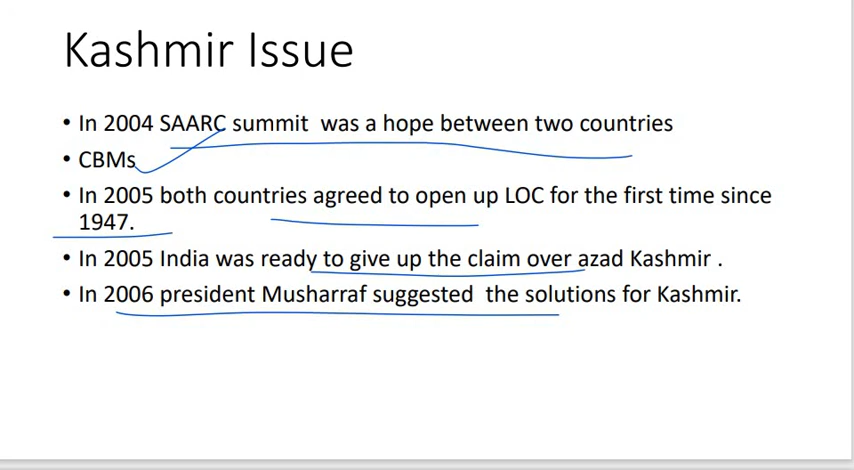 Kashmir Issue
• In 2004 SAARC summit was a hope between two countries
• CBMs
• In 2005 both countries agreed to open up LOC for the first time since
1947.
• In 2005 India was ready to give up the claim over azad Kashmir .
• In 2006 president Musharraf suggested the solutions for Kashmir.